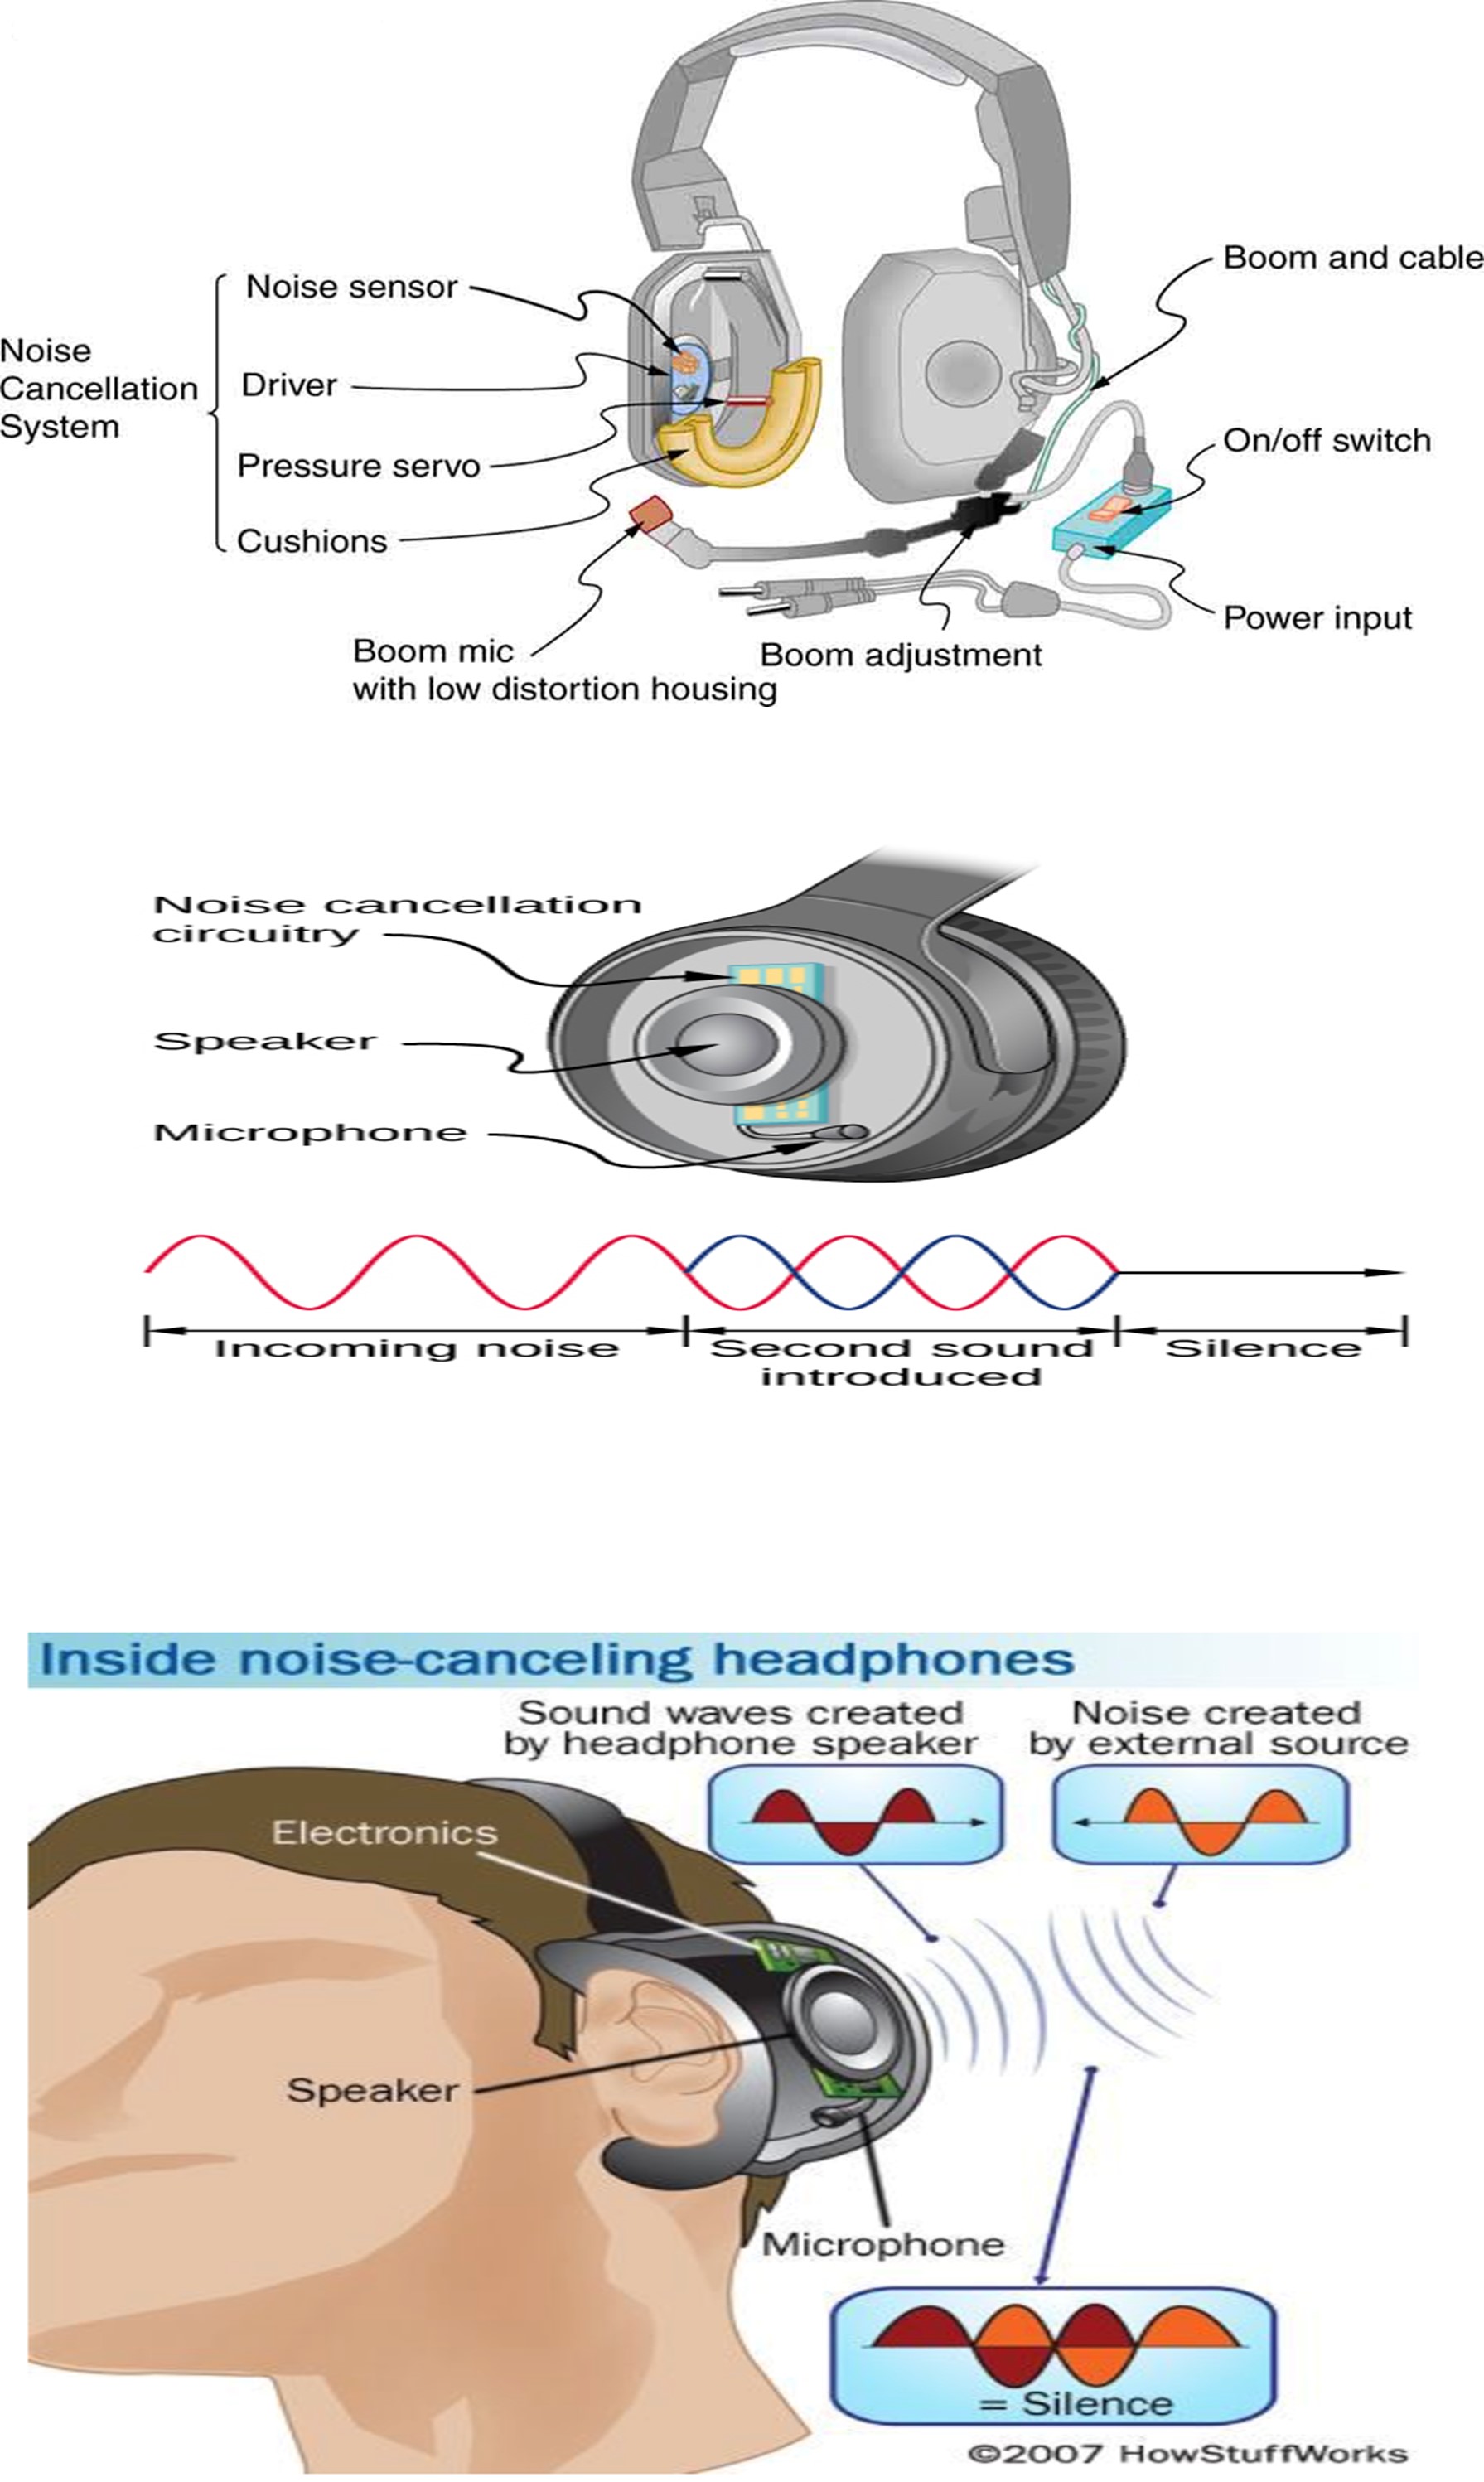 Noise sensor
Noise
Cancellation
System
Driver
Pressure servo
Cushions
Boom and cable
On/off switch
Power input
Boom mic
with low distortion housing
Boom adjustment
Noise cancellation
circuitry
Speaker
Microphone
Incoming noise
Second sound
introduced
Silence
Inside noise-canceling headphones
Sound waves created
by headphone speaker
Noise created
by external source
Electronics
Speaker
Microphone
= Silence
©2007 HowStuffWorks